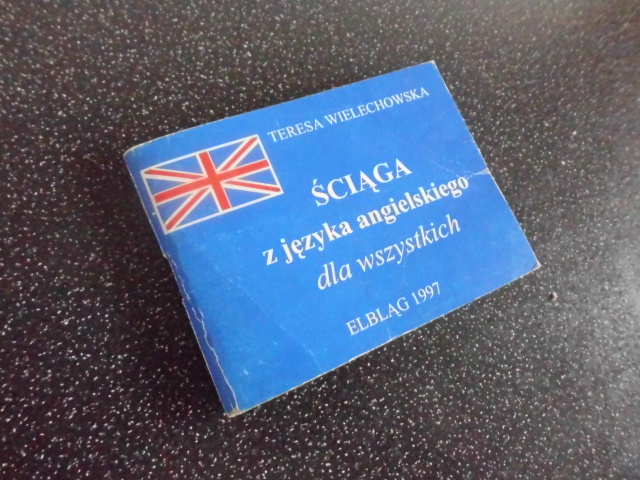 TERESA WIELECHOWSKA
ŚCIĄGA
z języka angielskiego
dla wszystkich
ELBLĄG 1997